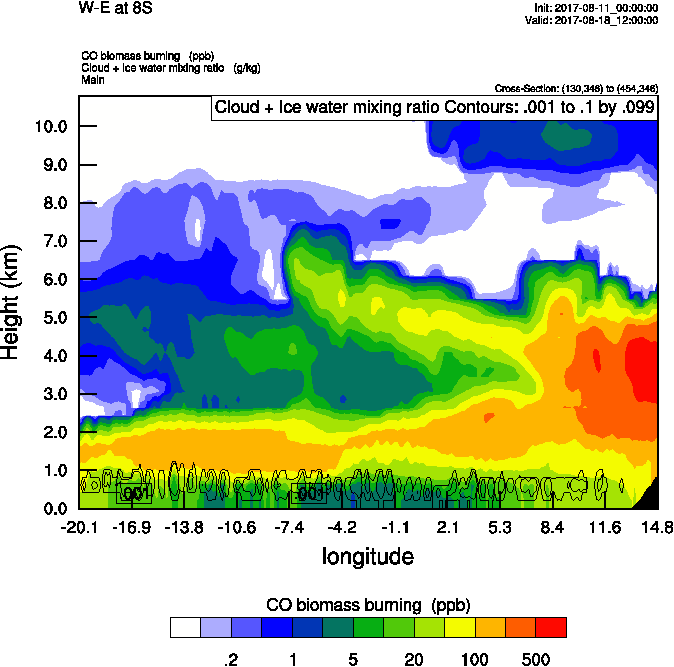 W-E at 8S
Init: 2017-08-11_00:00:00
Valid: 2017-08-18_12:00:00
CO biomass burning (ppb)
Cloud + Ice water mixing ratio (g/kg)
Main
Cross-Section: (130,346) to (454,346)
Cloud + Ice water mixing ratio Contours: .001 to .1 by .099
10.0
9.0
8.0
7.0
6.0
5.0
4.0
3.0
2.0
1.0
0.0
Height (km)
.001 .001
-20.1 -16.9 -13.8 -10.6 -7.4 -4.2 -1.1 2.1 5.3 8.4 11.6 14.8
longitude
CO biomass burning (ppb)
.2 1 5 20 100 500